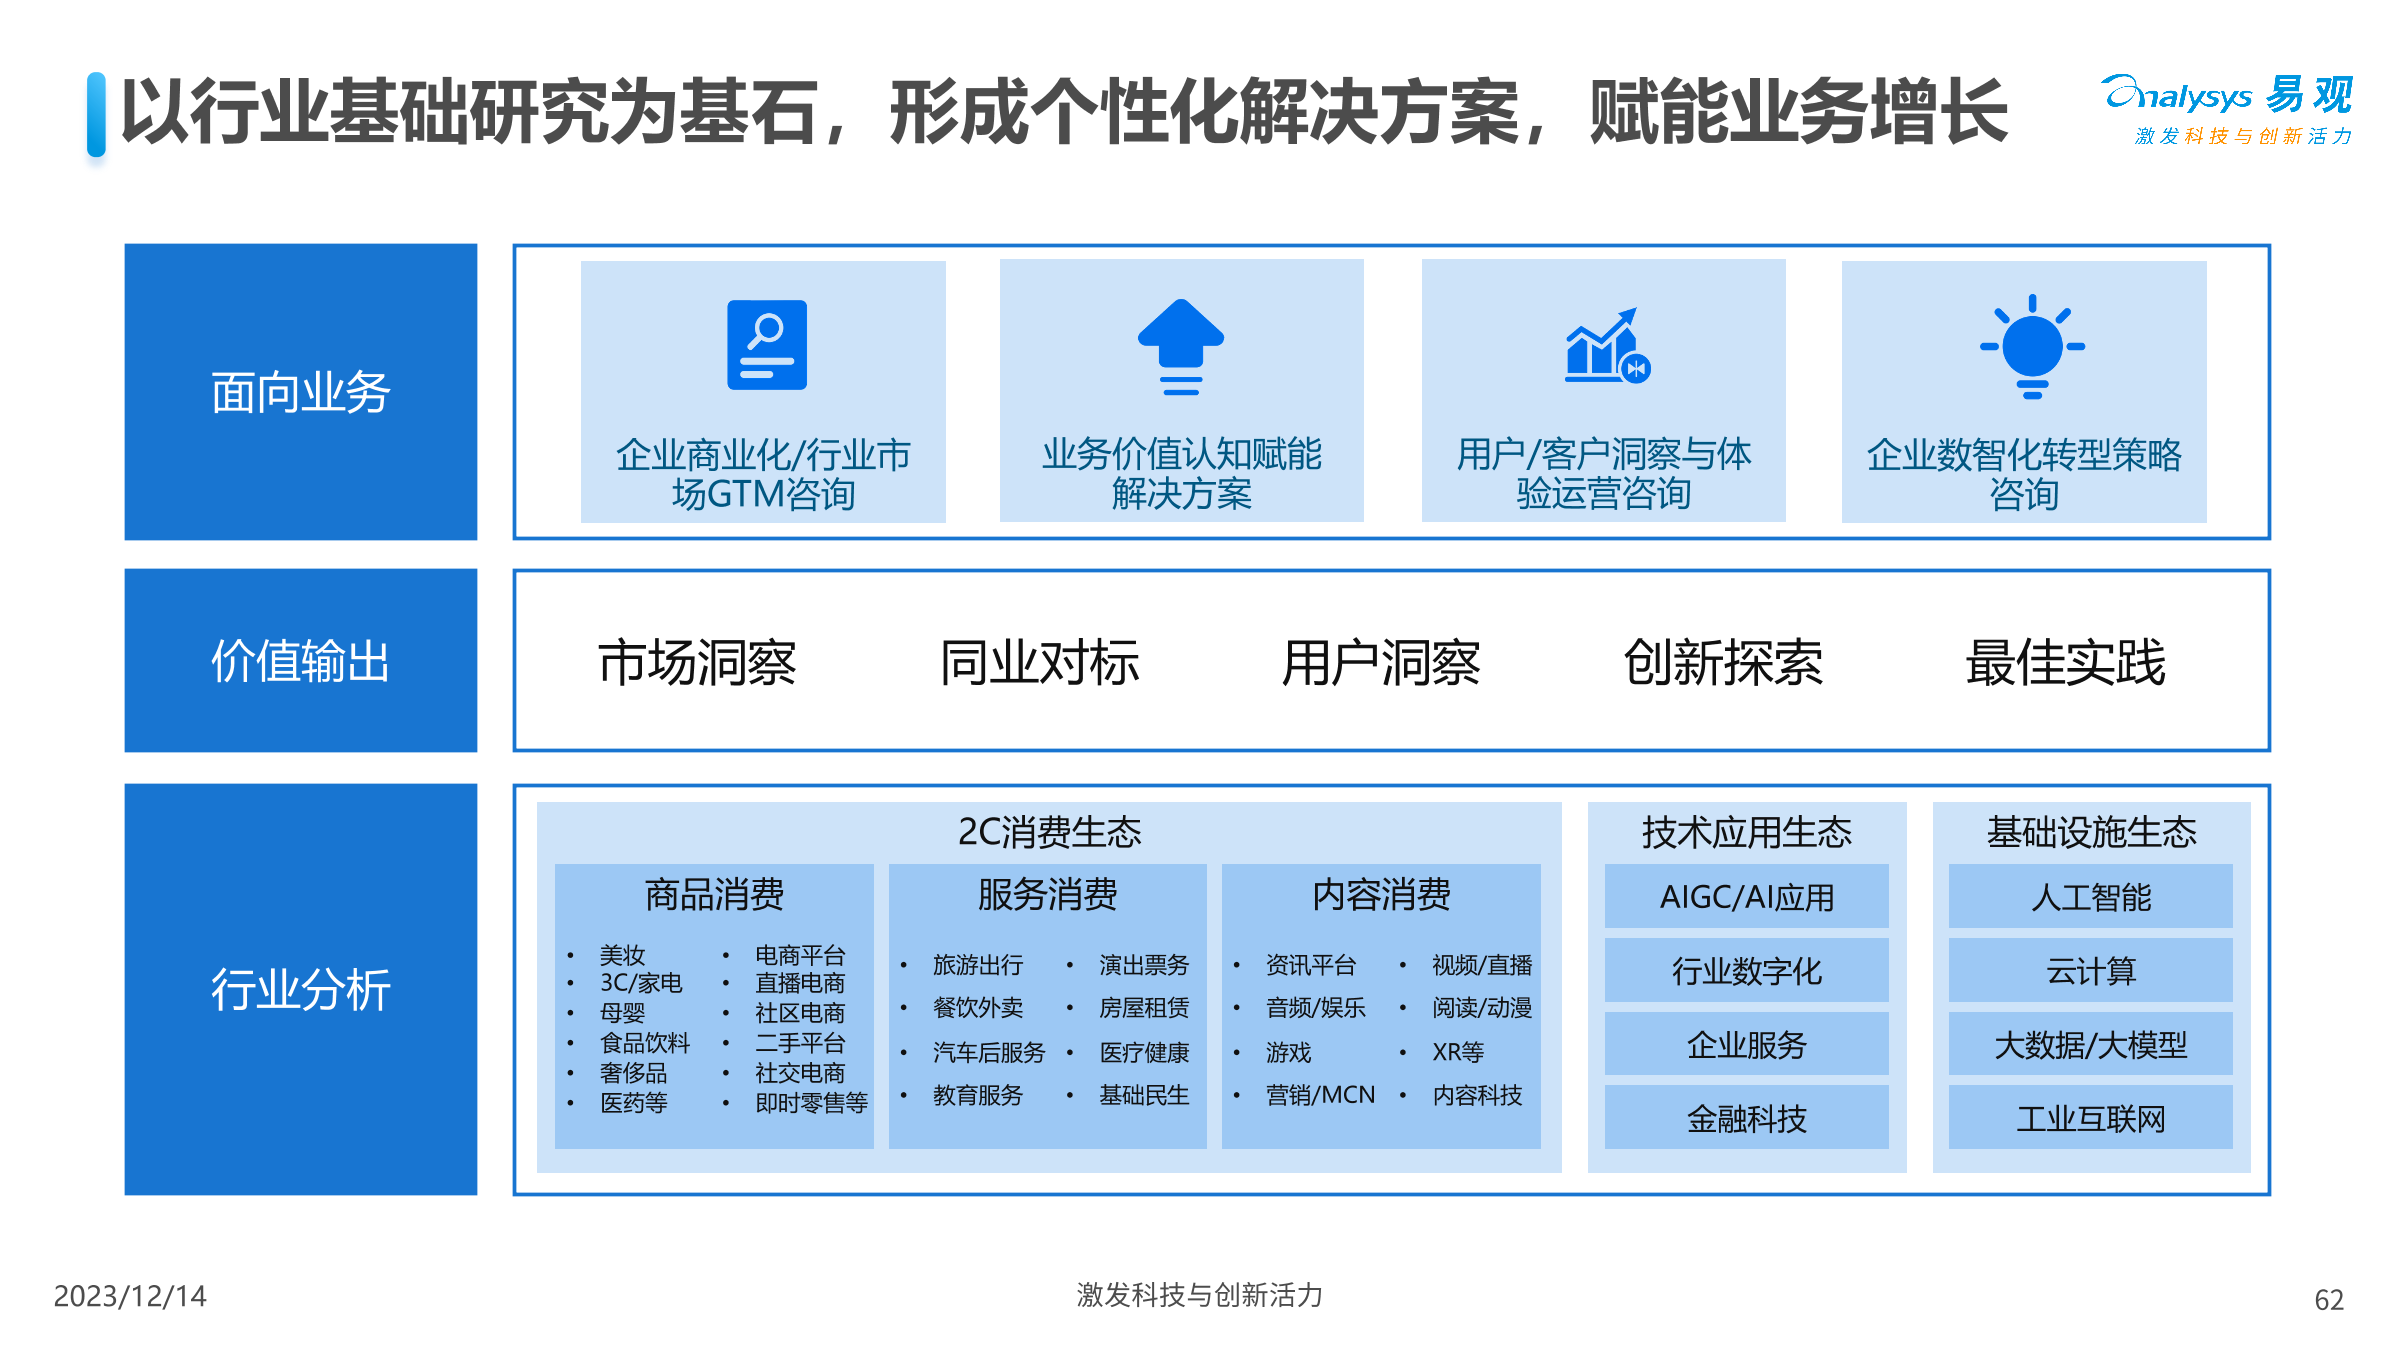 以行业基础研究为基石，形成个性化解决方案，赋能业务增长
analysys 易观
激发科技与创新活力
面向业务
企业商业化/行业市
场GTM咨询
业务价值认知赋能
解决方案
用户/客户洞察与体
验运营咨询
企业数智化转型策略
咨询
价值输出
市场洞察
同业对标
用户洞察
创新探索
最佳实践
行业分析
2C消费生态
商品消费
• 美妆
• 3C/家电
• 母婴
• 食品饮料
• 奢侈品
• 医药等
• 电商平台
• 直播电商
• 社区电商
• 二手平台
• 社交电商
• 即时零售等
服务消费
• 旅游出行
• 餐饮外卖
• 汽车后服务
• 教育服务
• 演出票务
• 房屋租赁
• 医疗健康
• 基础民生
内容消费
• 资讯平台
• 音频/娱乐
• 游戏
• 营销/MCN
• 视频/直播
• 阅读/动漫
• XR等
• 内容科技
技术应用生态
AIGC/AI应用
行业数字化
企业服务
金融科技
基础设施生态
人工智能
云计算
大数据/大模型
工业互联网
2023/12/14
激发科技与创新活力
62